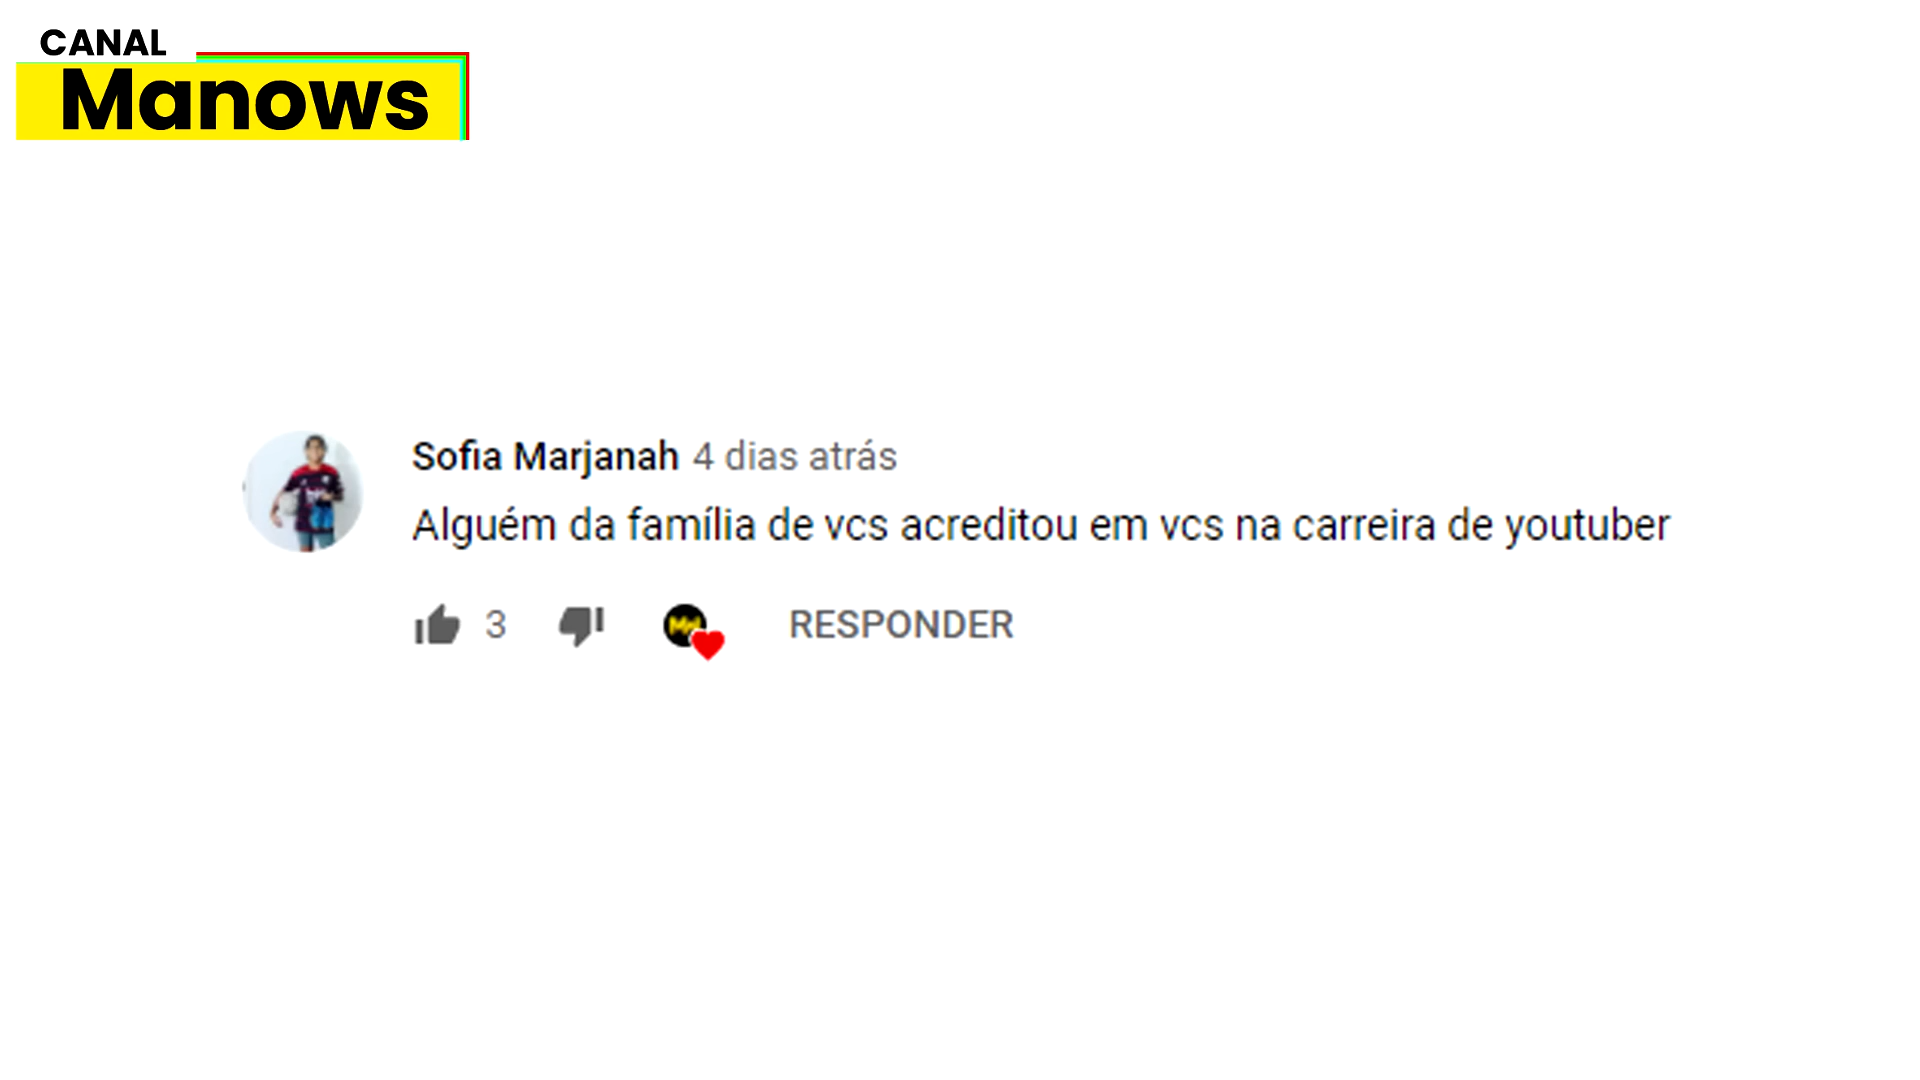 CANAL
Manows
Sofia Marjanah 4 dias atrás
Alguém da família de vcs acreditou em vcs na carreira de youtuber
3 RESPONDER